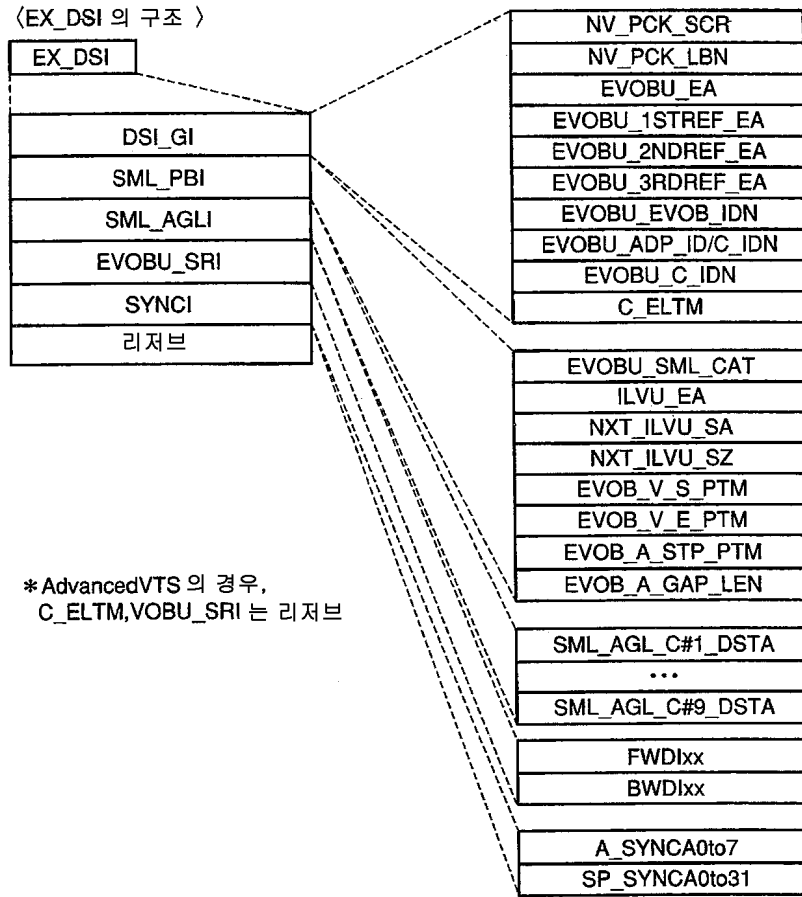 〈EX_DSI 의 구조 〉
EX_DSI
DSI_GI
SML_PBI
SML_AGLI
EVOBU_SRI
SYNCI
리저브
*AdvancedVTS 의 경우,
C_ELTM,VOBU_SRI 는 리저브
NV_PCK_SCR
NV_PCK_LBN
EVOBU_EA
EVOBU_1STREF_EA
EVOBU_2NDREF_EA
EVOBU_3RDREF_EA
EVOBU_EVOB_IDN
EVOBU_ADP_ID/C_IDN
EVOBU_C_IDN
C_ELTM
EVOBU_SML_CAT
ILVU_EA
NXT_ILVU_SA
NXT_ILVU_SZ
EVOB_V_S_PTM
EVOB_V_E_PTM
EVOB_A_STP_PTM
EVOB_A_GAP_LEN
SML_AGL_C#1_DSTA
•••
SML_AGL_C#9_DSTA
FWDIxx
BWDIxx
A_SYNCA0to7
SP_SYNCA0to31